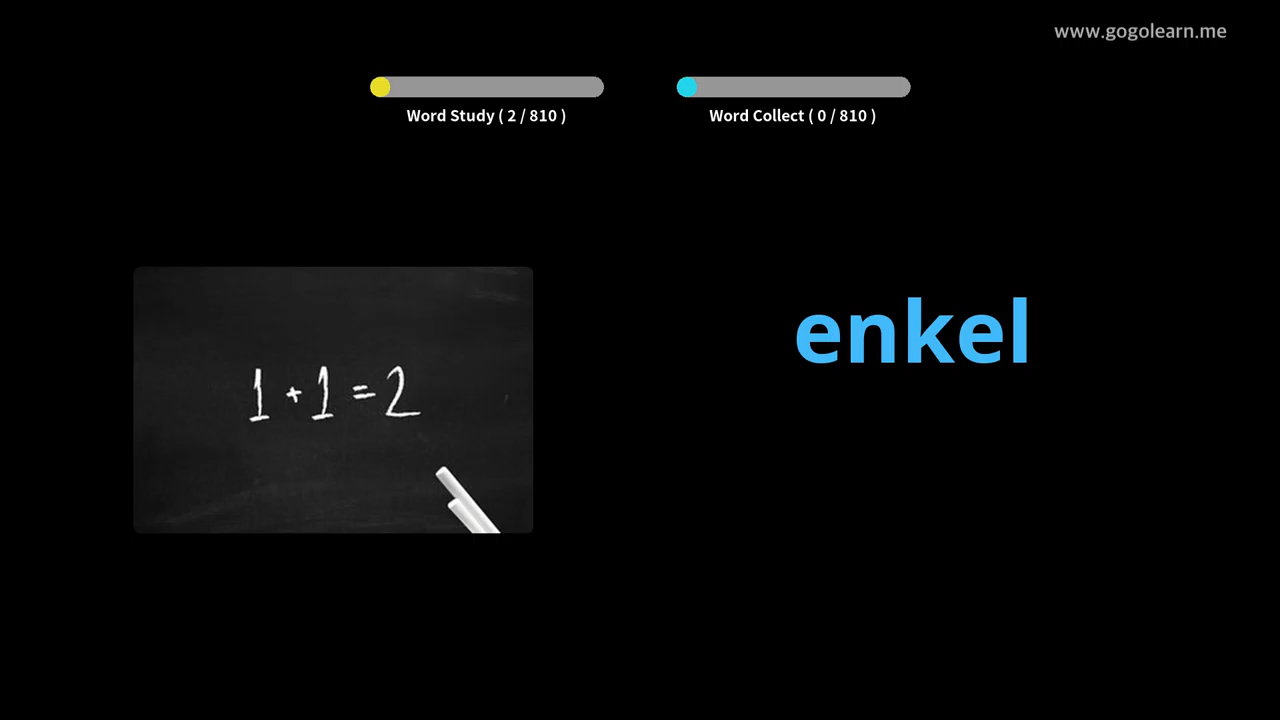 www.gogolearn.me
Word Study ( 2 / 810 )
Word Collect ( 0 / 810 )
enkel
1 + 1 = 2